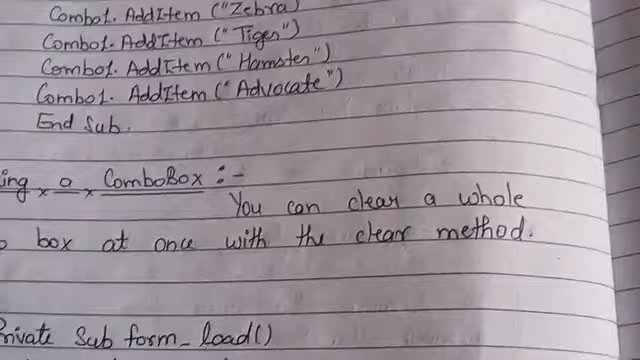 Combo1. AddItem ("Zebra)
Combo1. AddItem ("Tiger")
Combo1. AddItem ("Hamster")
Combo1. AddItem ("Advocate")
End Sub.
ing x a x ComboBox :-
You can clear a whole
o box at once with the clear method.
Private Sub form_load()